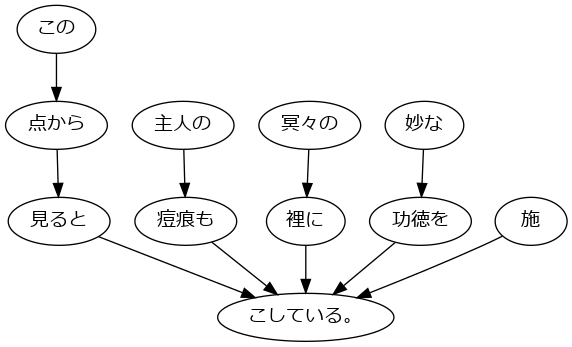 この
点から 主人の 冥々の 妙な
見ると 痘痕も 裡に 功徳を 施
こしている。